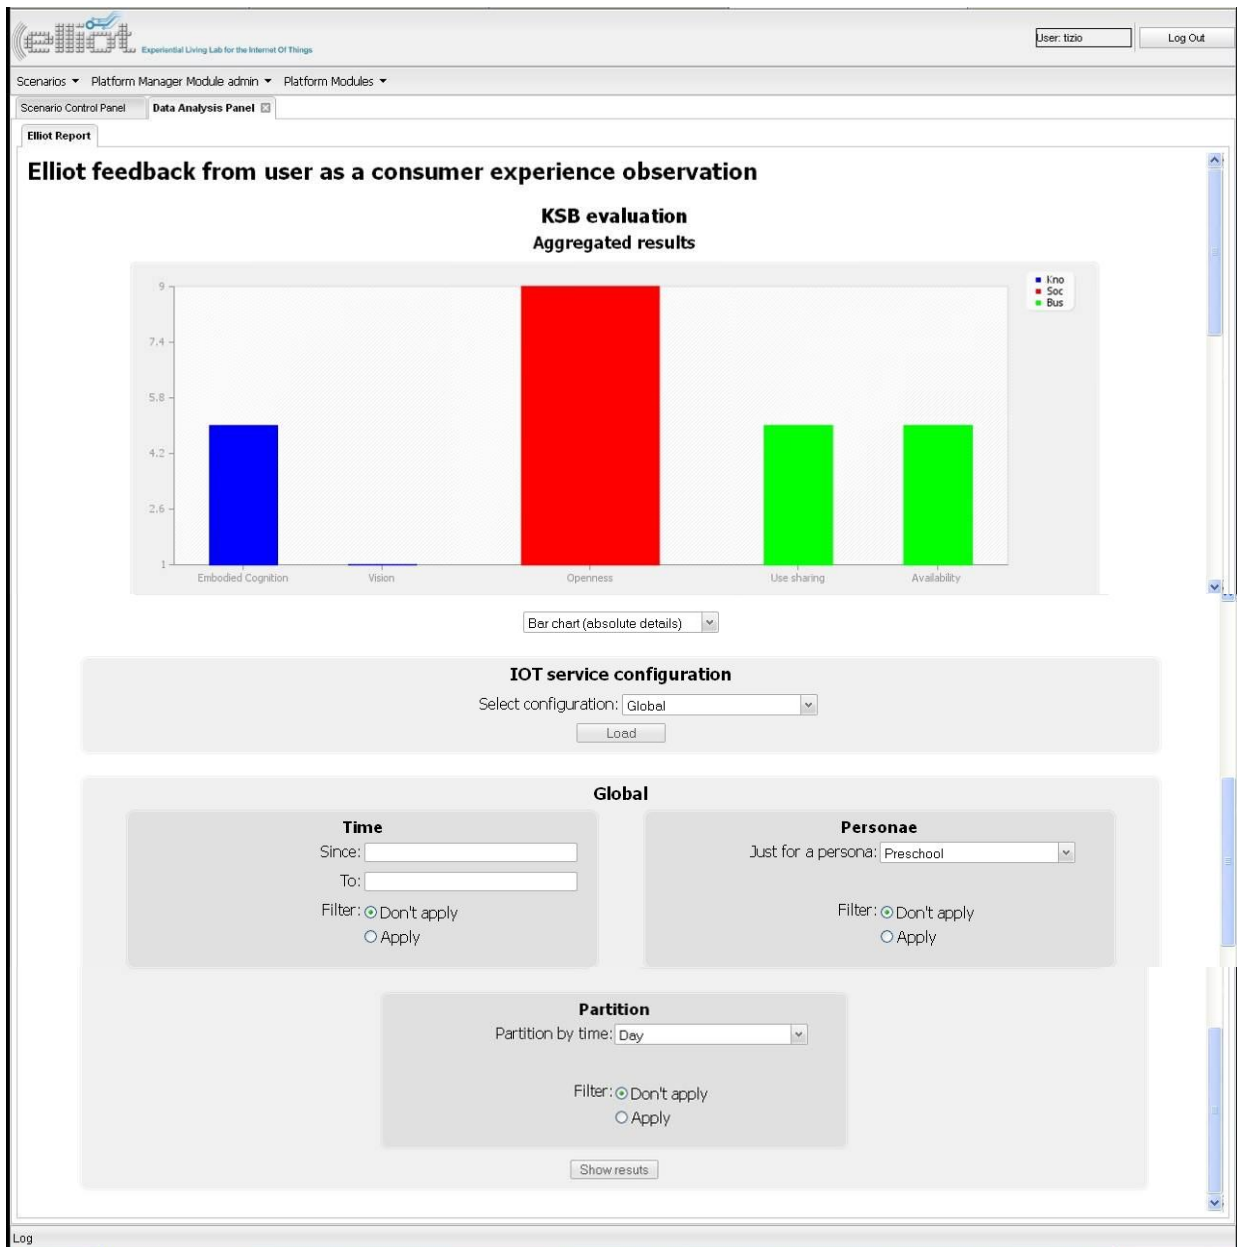 elliot Experiential Living Lab for the Internet Of Things
User: tizio
Log Out
Scenarios Platform Manager Module admin Platform Modules
Scenario Control Panel Data Analysis Panel
Elliot Report
Elliot feedback from user as a consumer experience observation
KSB evaluation
Aggregated results
Kno
Soc
Bus
9
7.4
5.8
4.2
2.6
1
Embodied Cognition Vision Openness Use sharing Availability
Bar chart (absolute details)
IOT service configuration
Select configuration: Global
Load
Global
Time
Since:
To:
Filter: Don't apply
Apply
Personae
Just for a persona: Preschool
Filter: Don't apply
Apply
Partition
Partition by time: Day
Filter: Don't apply
Apply
Show resuts
Log